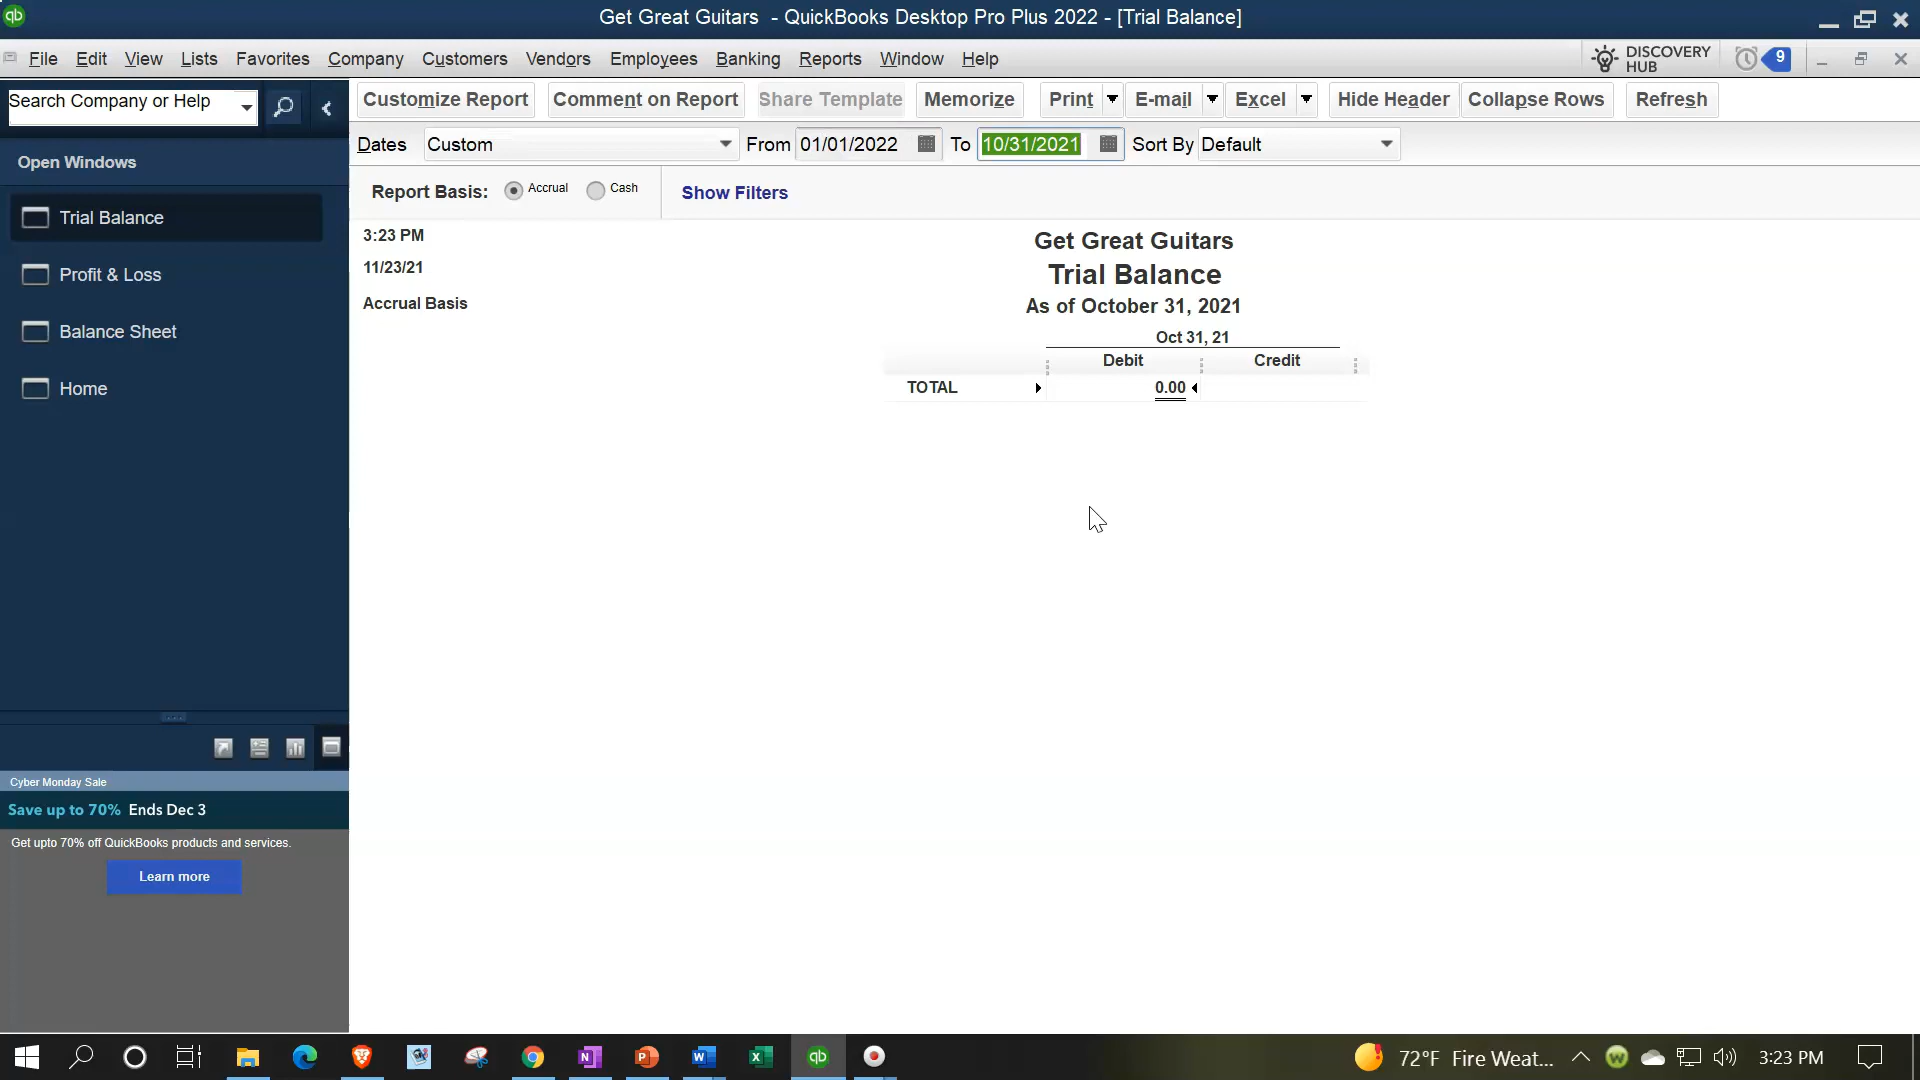 Get Great Guitars - QuickBooks Desktop Pro Plus 2022 - [Trial Balance]
File Edit View Lists Favorites Company Customers Vendors Employees Banking Reports Window Help
DISCOVERY HUB 9
Search Company or Help
Customize Report Comment on Report Share Template Memorize Print E-mail Excel Hide Header Collapse Rows Refresh
Dates Custom From 01/01/2022 To 10/31/2021 Sort By Default
Open Windows
Trial Balance
Profit & Loss
Balance Sheet
Home
Report Basis: Accrual Cash Show Filters
3:23 PM
11/23/21
Accrual Basis
Get Great Guitars
Trial Balance
As of October 31, 2021
Oct 31, 21
Debit Credit
TOTAL 0.00
Cyber Monday Sale
Save up to 70% Ends Dec 3
Get upto 70% off QuickBooks products and services.
Learn more
72°F Fire Weat... 3:23 PM